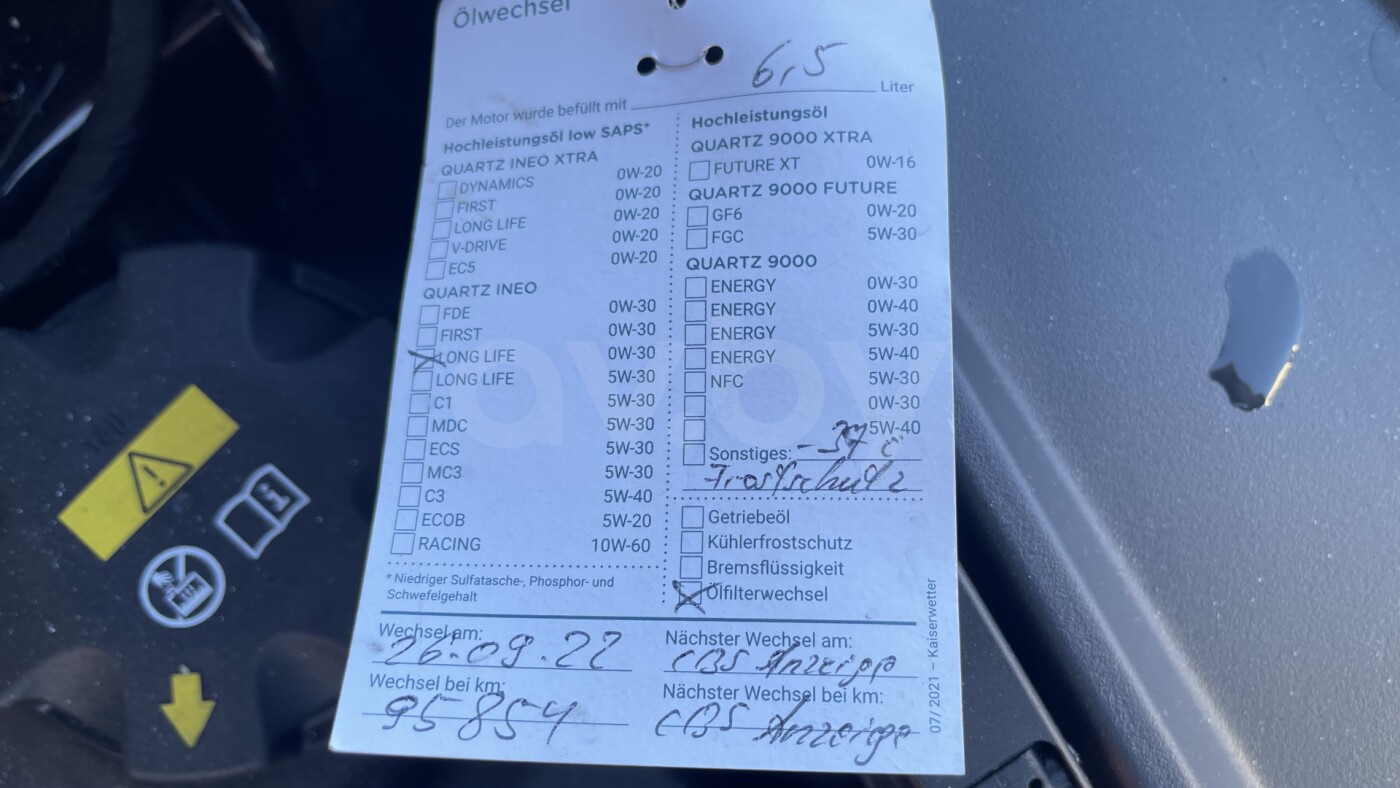 Ölwechsel
6,5
Der Motor wurde befüllt mit Liter
Hochleistungsöl low SAPS*
QUARTZ INEO XTRA
DYNAMICS 0W-20
FIRST 0W-20
LONG LIFE 0W-20
V-DRIVE 0W-20
EC5 0W-20
QUARTZ INEO
FDE 0W-30
FIRST 0W-30
LONG LIFE 0W-30
LONG LIFE 5W-30
C1 5W-30
MDC 5W-30
ECS 5W-30
MC3 5W-30
C3 5W-40
ECOB 5W-20
RACING 10W-60
* Niedriger Sulfatasche-, Phosphor- und
Schwefelgehalt
Hochleistungsöl
QUARTZ 9000 XTRA
FUTURE XT 0W-16
QUARTZ 9000 FUTURE
GF6 0W-20
FGC 5W-30
QUARTZ 9000
ENERGY 0W-30
ENERGY 0W-40
ENERGY 5W-30
ENERGY 5W-40
NFC 5W-30
0W-30
5W-40
Sonstiges: -37 c
Frostschutz
Getriebeöl
Kühlerfrostschutz
Bremsflüssigkeit
Ölfilterwechsel
Wechsel am:
26.09.22
Nächster Wechsel am:
CBS Anzeige
Wechsel bei km:
95854
Nächster Wechsel bei km:
CBS Anzeige
07/2021 – Kaiserwetter
av.by